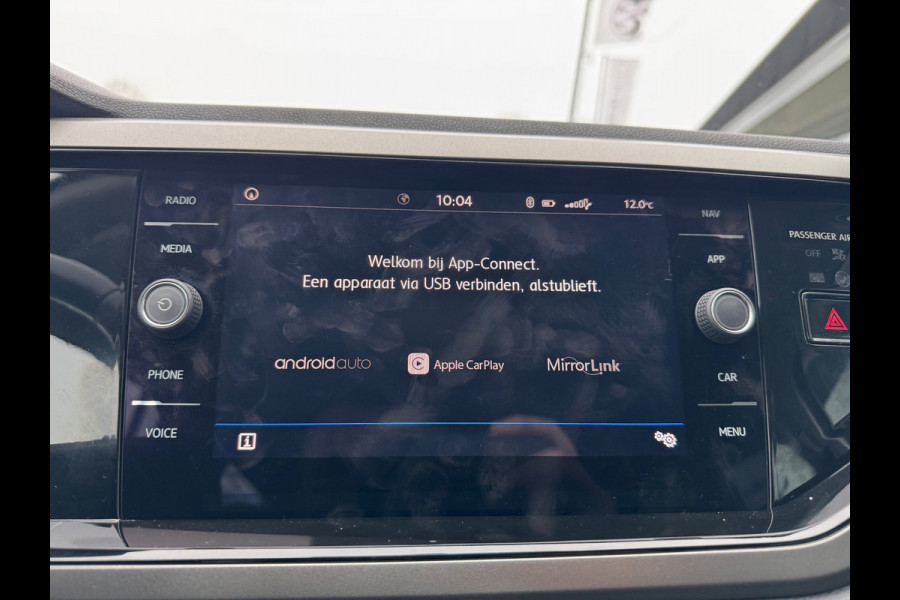 RADIO
MEDIA
PHONE
VOICE
10:04
12.0°C
Welkom bij App-Connect.
Een apparaat via USB verbinden, alstublieft.
androidauto
Apple CarPlay
MirrorLink
NAV
APP
CAR
MENU
PASSENGER AIR
OFF